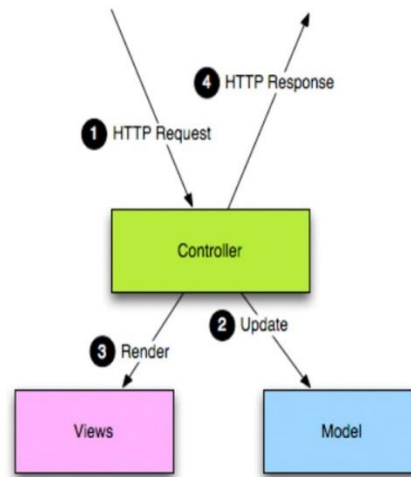 4 HTTP Response
1 HTTP Request
Controller
2 Update
3 Render
Views
Model